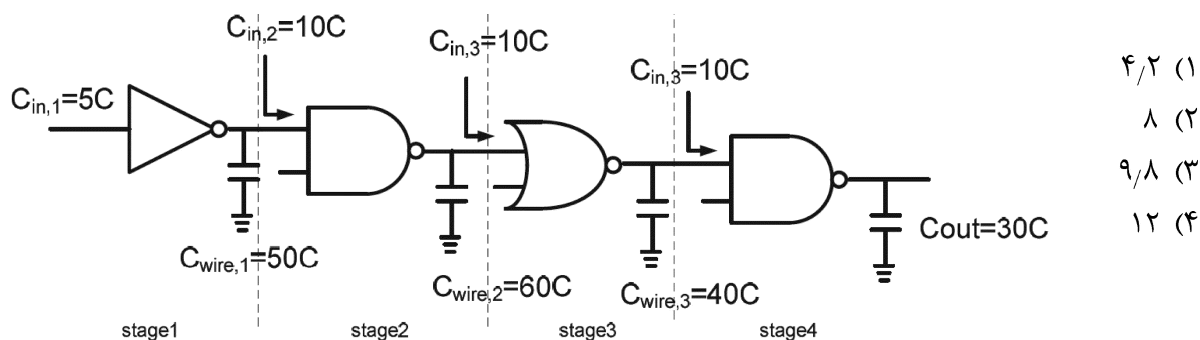 C_in,2=10C
C_in,3=10C
C_in,3=10C
C_in,1=5C
C_wire,1=50C
C_wire,2=60C
C_wire,3=40C
Cout=30C
stage1
stage2
stage3
stage4
۱) ۴٫۲
۲) ۸
۳) ۹٫۸
۴) ۱۲